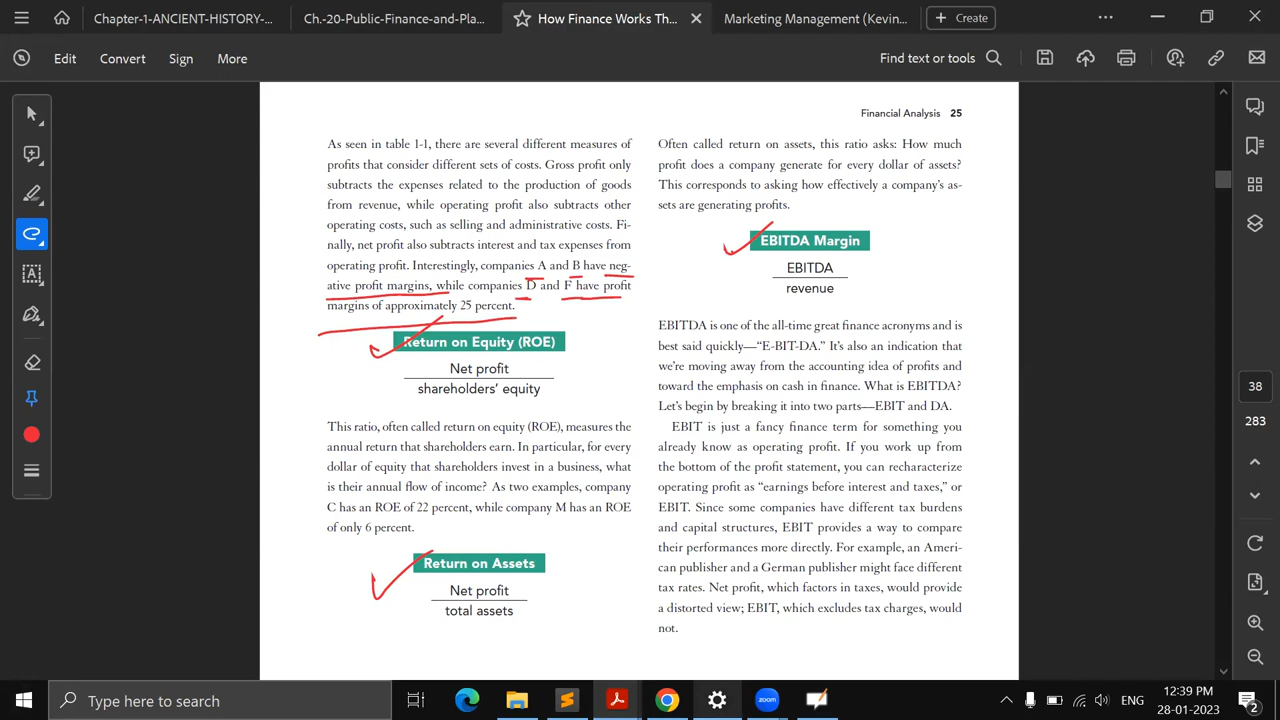 Chapter-1-ANCIENT-HISTORY-...
Ch-20-Public-Finance-and-Pla...
How Finance Works Th...
Marketing Management (Kevin...
Create
Edit
Convert
Sign
More
Find text or tools
Financial Analysis 25
As seen in table 1-1, there are several different measures of
profits that consider different sets of costs. Gross profit only
subtracts the expenses related to the production of goods
from revenue, while operating profit also subtracts other
operating costs, such as selling and administrative costs. Fi-
nally, net profit also subtracts interest and tax expenses from
operating profit. Interestingly, companies A and B have neg-
ative profit margins, while companies D and F have profit
margins of approximately 25 percent.
Return on Equity (ROE)
Net profit
shareholders’ equity
This ratio, often called return on equity (ROE), measures the
annual return that shareholders earn. In particular, for every
dollar of equity that shareholders invest in a business, what
is their annual flow of income? As two examples, company
C has an ROE of 22 percent, while company M has an ROE
of only 6 percent.
Return on Assets
Net profit
total assets
Often called return on assets, this ratio asks: How much
profit does a company generate for every dollar of assets?
This corresponds to asking how effectively a company’s as-
sets are generating profits.
EBITDA Margin
EBITDA
revenue
EBITDA is one of the all-time great finance acronyms and is
best said quickly—“E-BIT-DA.” It’s also an indication that
we’re moving away from the accounting idea of profits and
toward the emphasis on cash in finance. What is EBITDA?
Let’s begin by breaking it into two parts—EBIT and DA.
EBIT is just a fancy finance term for something you
already know as operating profit. If you work up from
the bottom of the profit statement, you can recharacterize
operating profit as “earnings before interest and taxes,” or
EBIT. Since some companies have different tax burdens
and capital structures, EBIT provides a way to compare
their performances more directly. For example, an Ameri-
can publisher and a German publisher might face different
tax rates. Net profit, which factors in taxes, would provide
a distorted view; EBIT, which excludes tax charges, would
not.
38
283
Type here to search
zoom
ENG
12:39 PM
28-01-2023
2